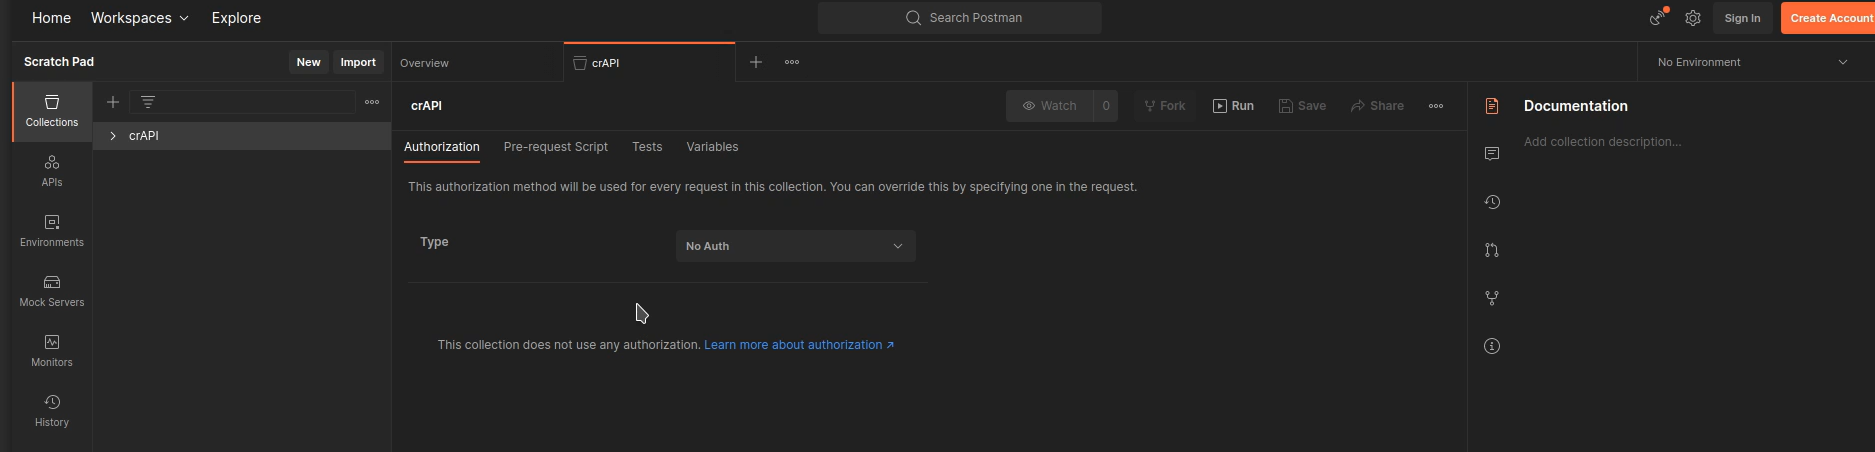 Home Workspaces Explore Search Postman Sign In Create Account
Scratch Pad New Import Overview crAPI No Environment
Collections
APIs
Environments
Mock Servers
Monitors
History
crAPI
crAPI Watch 0 Fork Run Save Share
Authorization Pre-request Script Tests Variables
This authorization method will be used for every request in this collection. You can override this by specifying one in the request.
Type No Auth
This collection does not use any authorization. Learn more about authorization ↗
Documentation
Add collection description...